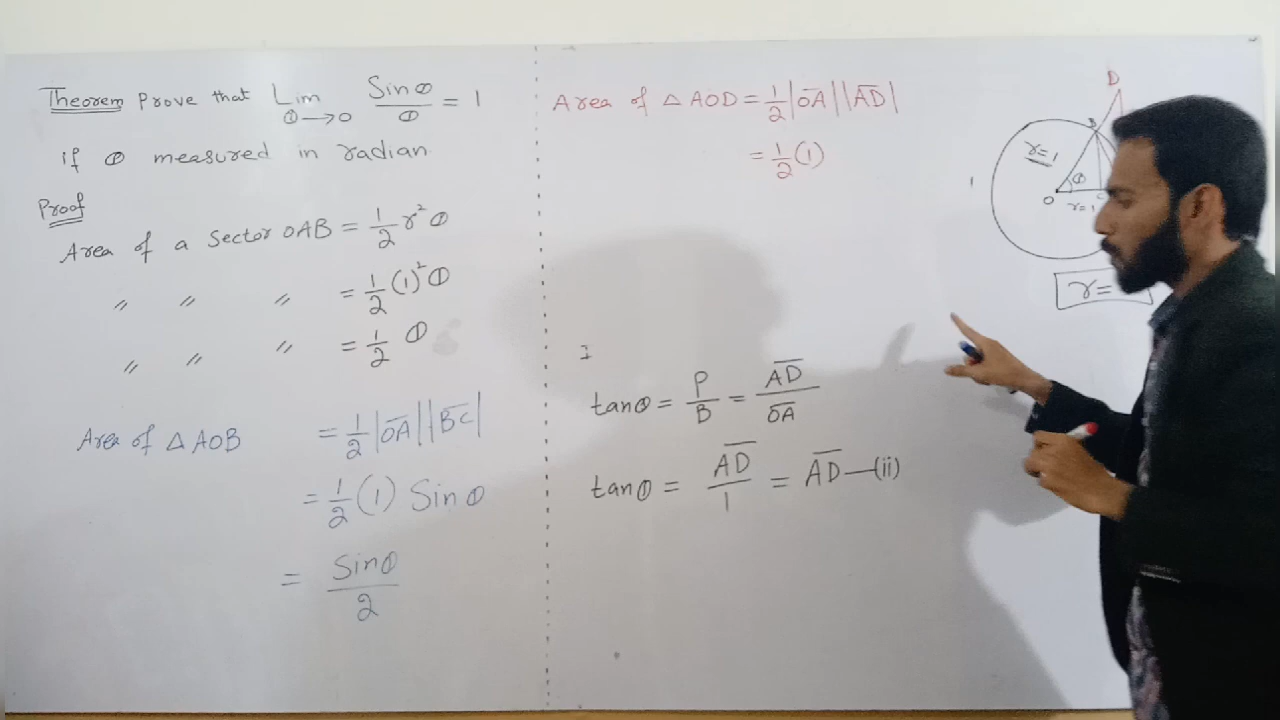 Theorem Prove that Lim Sinθ/θ = 1
θ→0
if θ measured in radian
Proof
Area of a Sector OAB = 1/2 r² θ
〃 〃 〃 = 1/2 (1)² θ
〃 〃 〃 = 1/2 θ
Area of △AOB = 1/2 |OA| |BC|
= 1/2 (1) Sinθ
= Sinθ/2
Area of △AOD = 1/2 |OA| |AD|
= 1/2 (1)
I
tanθ = P/B = AD/OA
tanθ = AD/1 = AD —(ii)
D
B
r=1
θ
O
C
r=1
r=